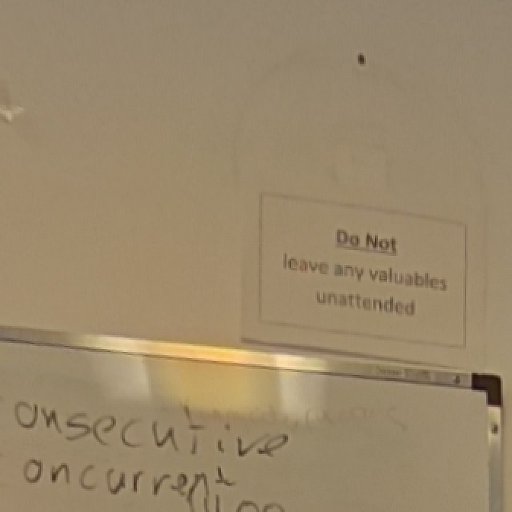 Do Not
leave any valuables
unattended
onsecutive
oncurrent